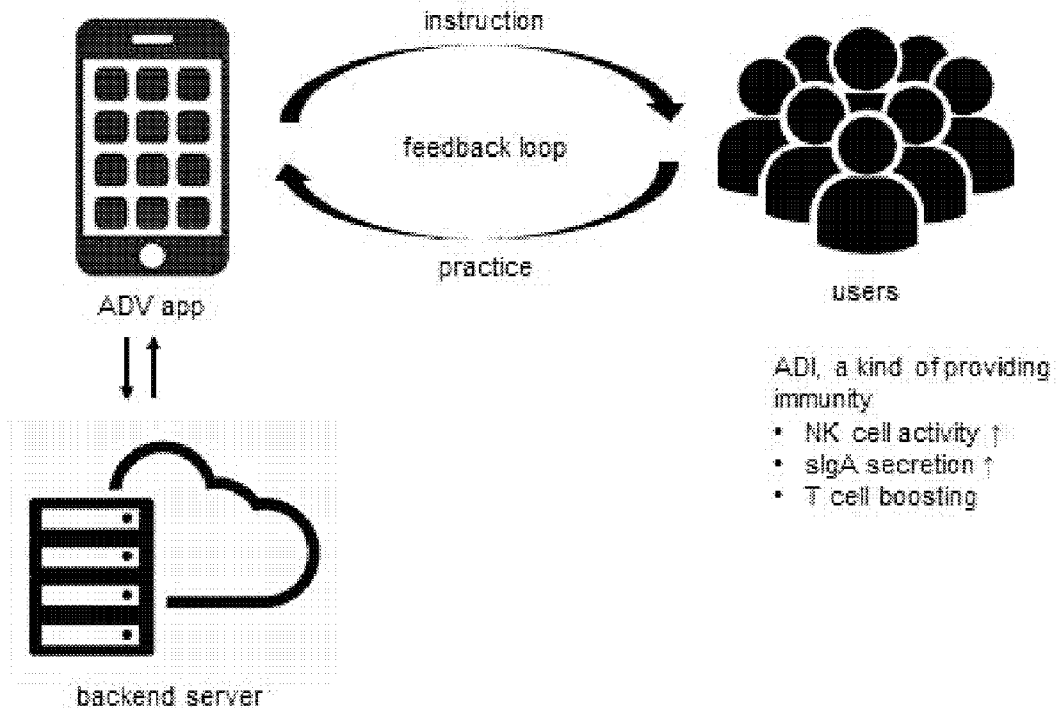 instruction
feedback loop
practice
ADV app
users
ADI, a kind of providing
immunity
• NK cell activity ↑
• sIgA secretion ↑
• T cell boosting
backend server